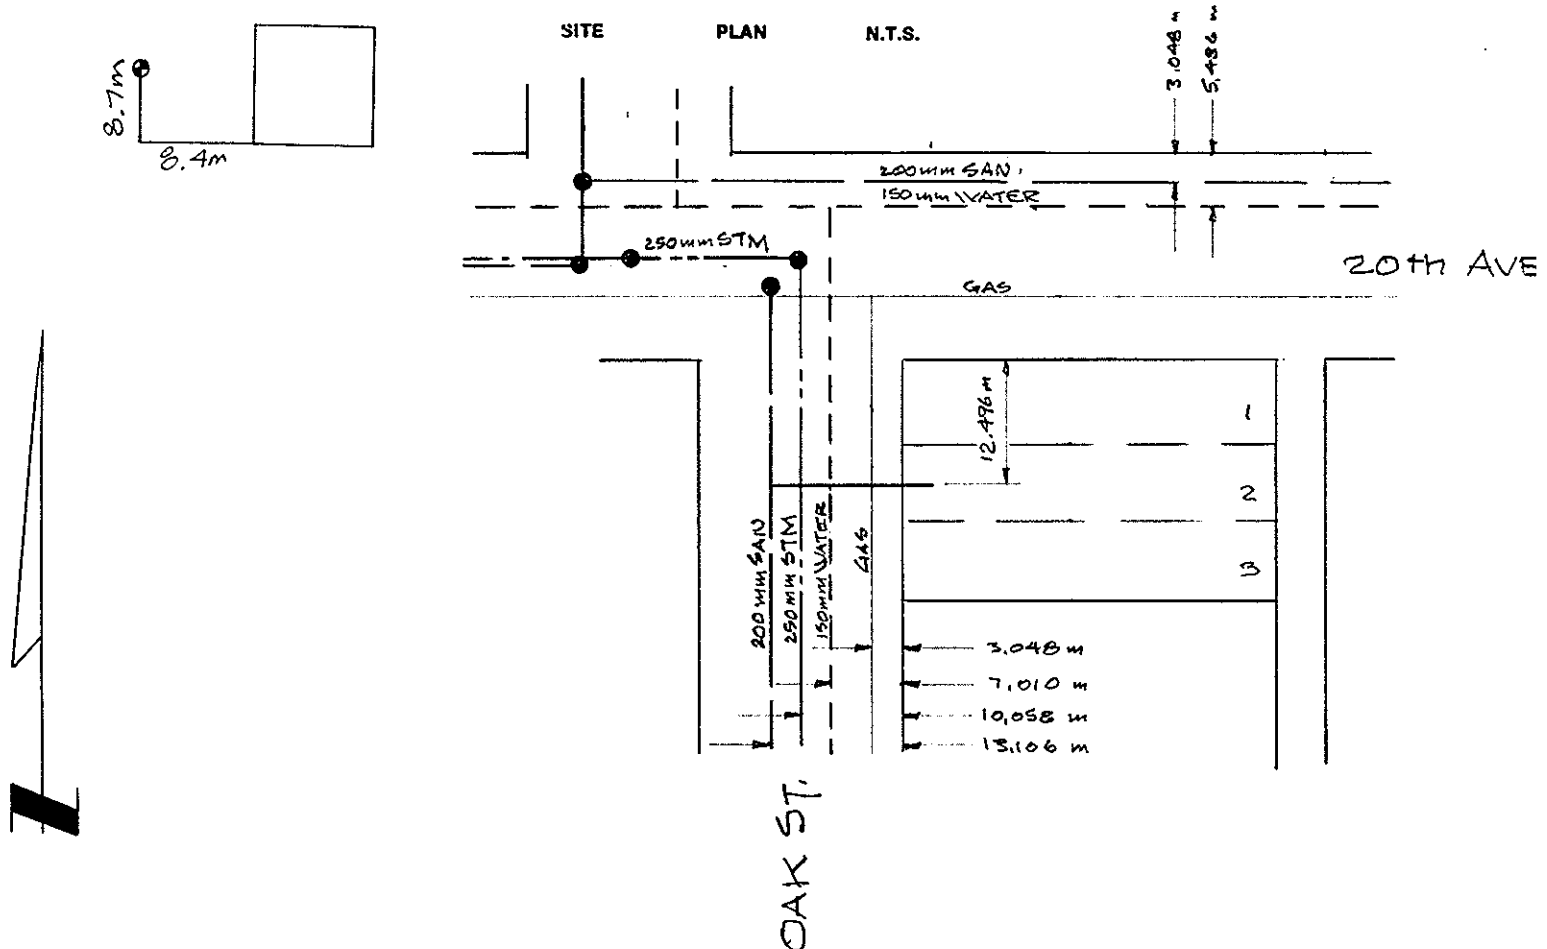 SITE PLAN N.T.S.
3.048 m
5.486 m
8.7m
8.4m
200mm SAN.
150mm WATER
250mm STM
20th AVE
GAS
12.496 m
1
2
3
200mm SAN
250mm STM
150mm WATER
GAS
3.048 m
7.010 m
10.058 m
13.106 m
OAK ST.